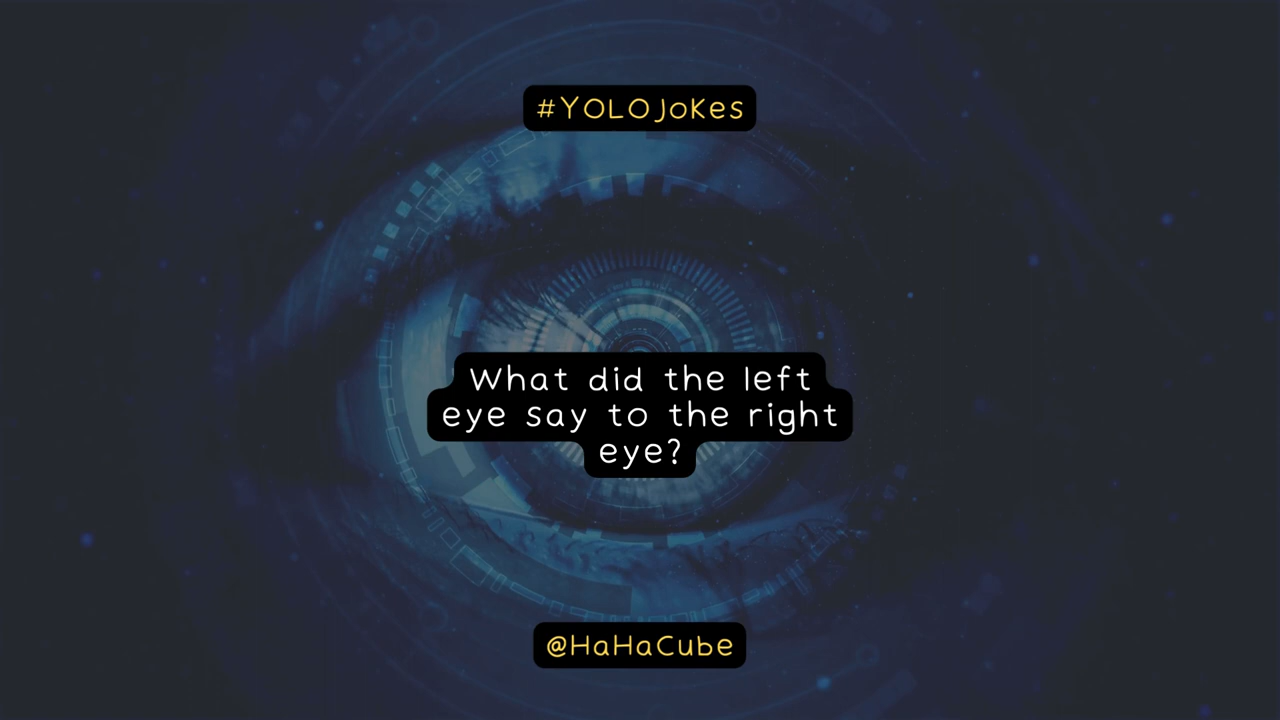 #YOLOJokes
What did the left
eye say to the right
eye?
@HaHaCube